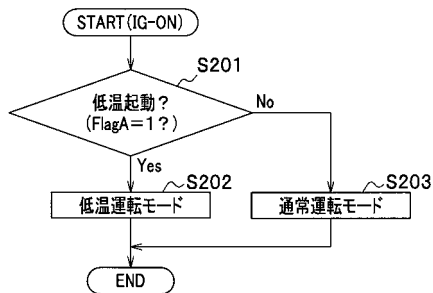 START(IG-ON)
S201
低温起動?
(FlagA=1?)
No
Yes
S202
S203
低温運転モード
通常運転モード
END